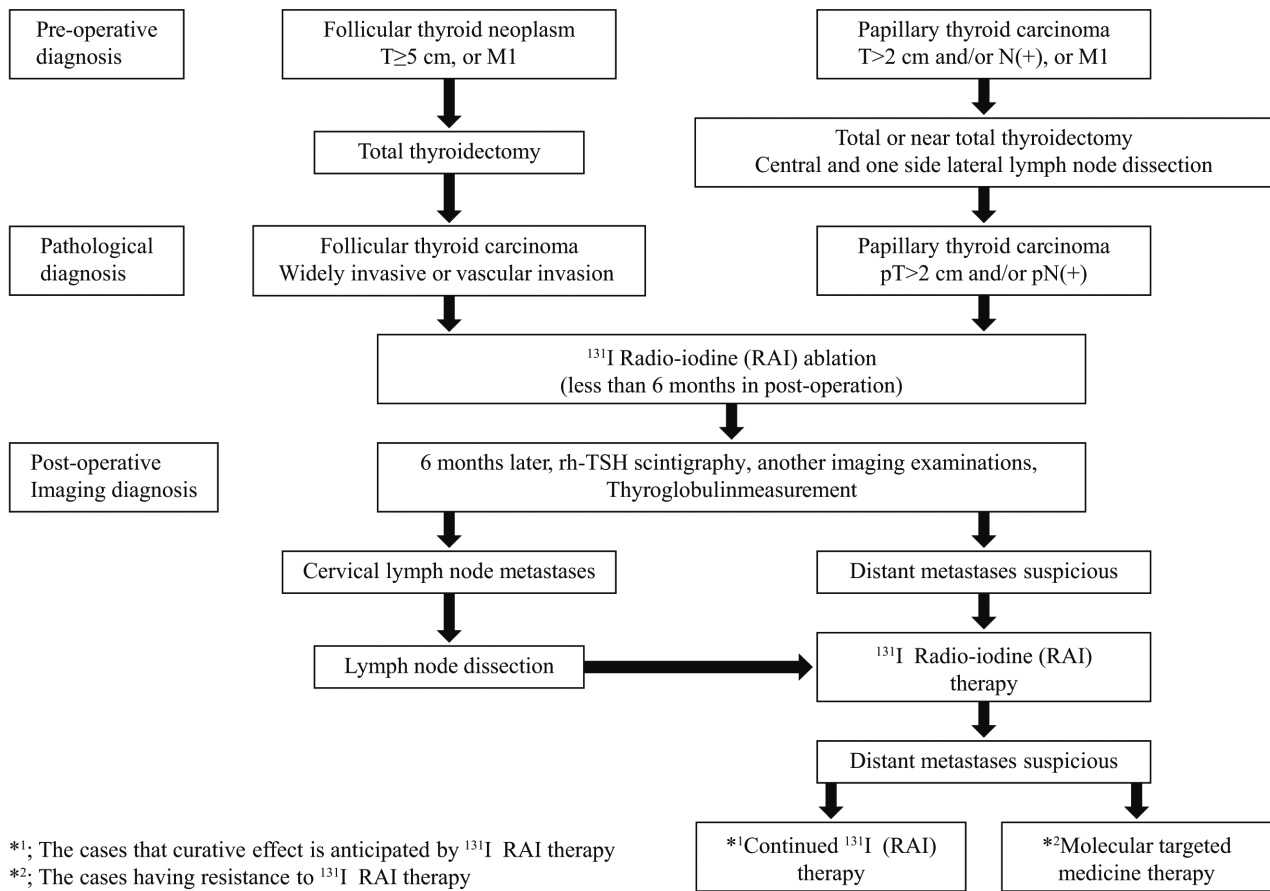 Pre-operative
diagnosis
Follicular thyroid neoplasm
T≥5 cm, or M1
Papillary thyroid carcinoma
T>2 cm and/or N(+), or M1
Total thyroidectomy
Total or near total thyroidectomy
Central and one side lateral lymph node dissection
Pathological
diagnosis
Follicular thyroid carcinoma
Widely invasive or vascular invasion
Papillary thyroid carcinoma
pT>2 cm and/or pN(+)
¹³¹I Radio-iodine (RAI) ablation
(less than 6 months in post-operation)
Post-operative
Imaging diagnosis
6 months later, rh-TSH scintigraphy, another imaging examinations,
Thyroglobulinmeasurement
Cervical lymph node metastases
Distant metastases suspicious
Lymph node dissection
¹³¹I Radio-iodine (RAI)
therapy
Distant metastases suspicious
*¹Continued ¹³¹I (RAI)
therapy
*²Molecular targeted
medicine therapy
*¹; The cases that curative effect is anticipated by ¹³¹I RAI therapy
*²; The cases having resistance to ¹³¹I RAI therapy